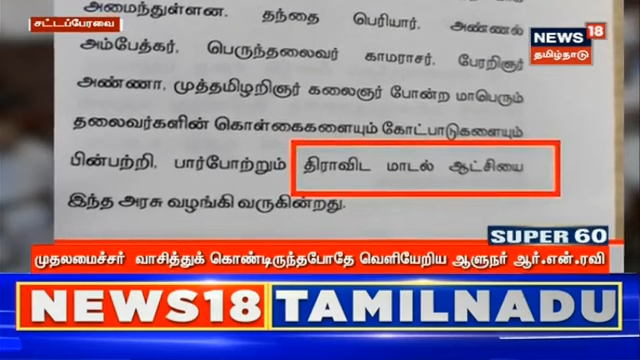 சட்டப்பேரவை
NEWS 18
தமிழ்நாடு
அமைந்துள்ளன. தந்தை பெரியார், அண்ணல்
அம்பேத்கர், பெருந்தலைவர் காமராசர், பேரறிஞர்
அண்ணா, முத்தமிழறிஞர் கலைஞர் போன்ற மாபெரும்
தலைவர்களின் கொள்கைகளையும் கோட்பாடுகளையும்
பின்பற்றி, பார்போற்றும் திராவிட மாடல் ஆட்சியை
இந்த அரசு வழங்கி வருகின்றது.
SUPER 60
முதலமைச்சர் வாசித்துக் கொண்டிருந்தபோதே வெளியேறிய ஆளுநர் ஆர்.என்.ரவி
NEWS18 TAMILNADU